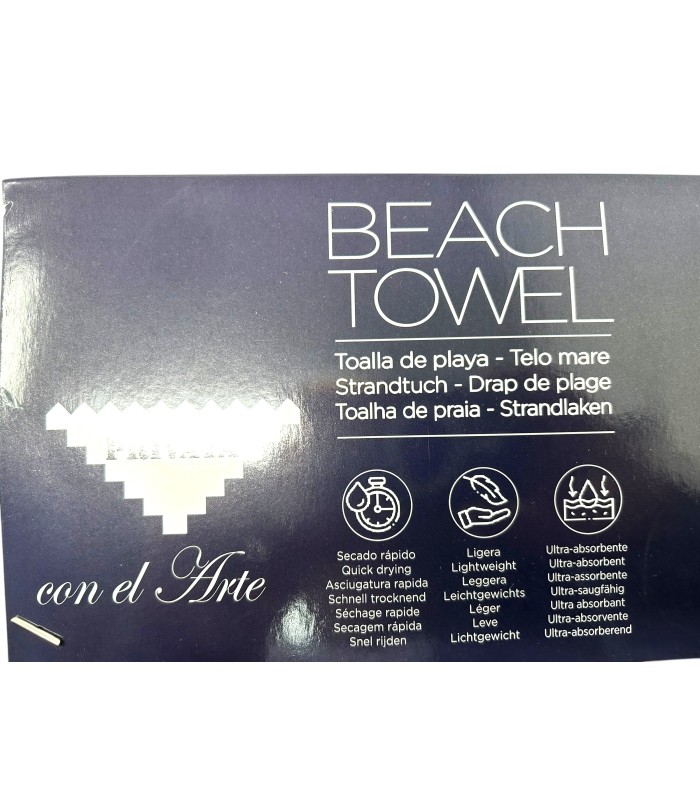 BEACH
TOWEL
Toalla de playa - Telo mare
Strandtuch - Drap de plage
Toalha de praia - Strandlaken
con el Arte
Secado rápido
Quick drying
Asciugatura rapida
Schnell trocknend
Séchage rapide
Secagem rápida
Snel rijden
Ligera
Lightweight
Leggera
Leichtgewichts
Léger
Leve
Lichtgewicht
Ultra-absorbente
Ultra-absorbent
Ultra-assorbente
Ultra-saugfähig
Ultra absorbant
Ultra-absorvente
Ultra-absorberend